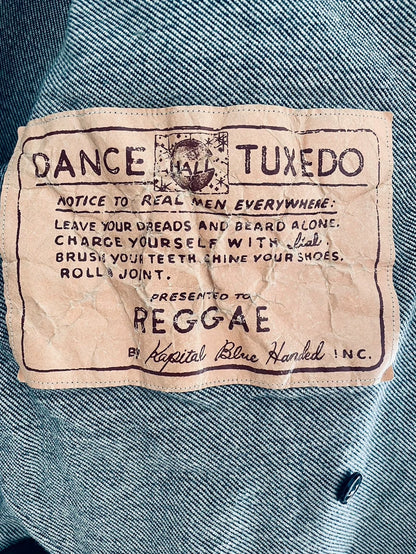 DANCE HALL TUXEDO
NOTICE TO REAL MEN EVERYWHERE:
LEAVE YOUR DREADS AND BEARD ALONE.
CHARGE YOURSELF WITH
BRUSH YOUR TEETH. SHINE YOUR SHOES.
ROLL A JOINT.
PRESENTED TO
REGGAE
BY Kapital Blue Handed INC.